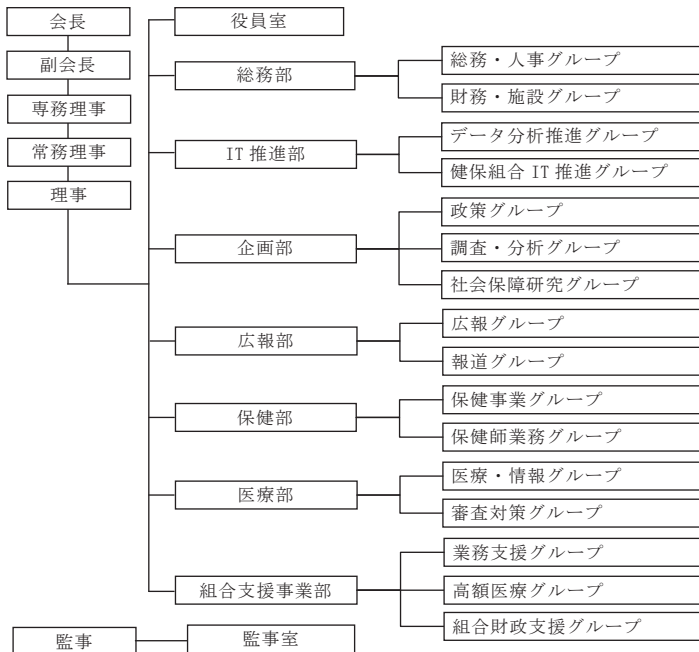 会長
副会長
専務理事
常務理事
理事
役員室
総務部
総務・人事グループ
財務・施設グループ
IT 推進部
データ分析推進グループ
健保組合 IT 推進グループ
企画部
政策グループ
調査・分析グループ
社会保障研究グループ
広報部
広報グループ
報道グループ
保健部
保健事業グループ
保健師業務グループ
医療部
医療・情報グループ
審査対策グループ
組合支援事業部
業務支援グループ
高額医療グループ
組合財政支援グループ
監事
監事室